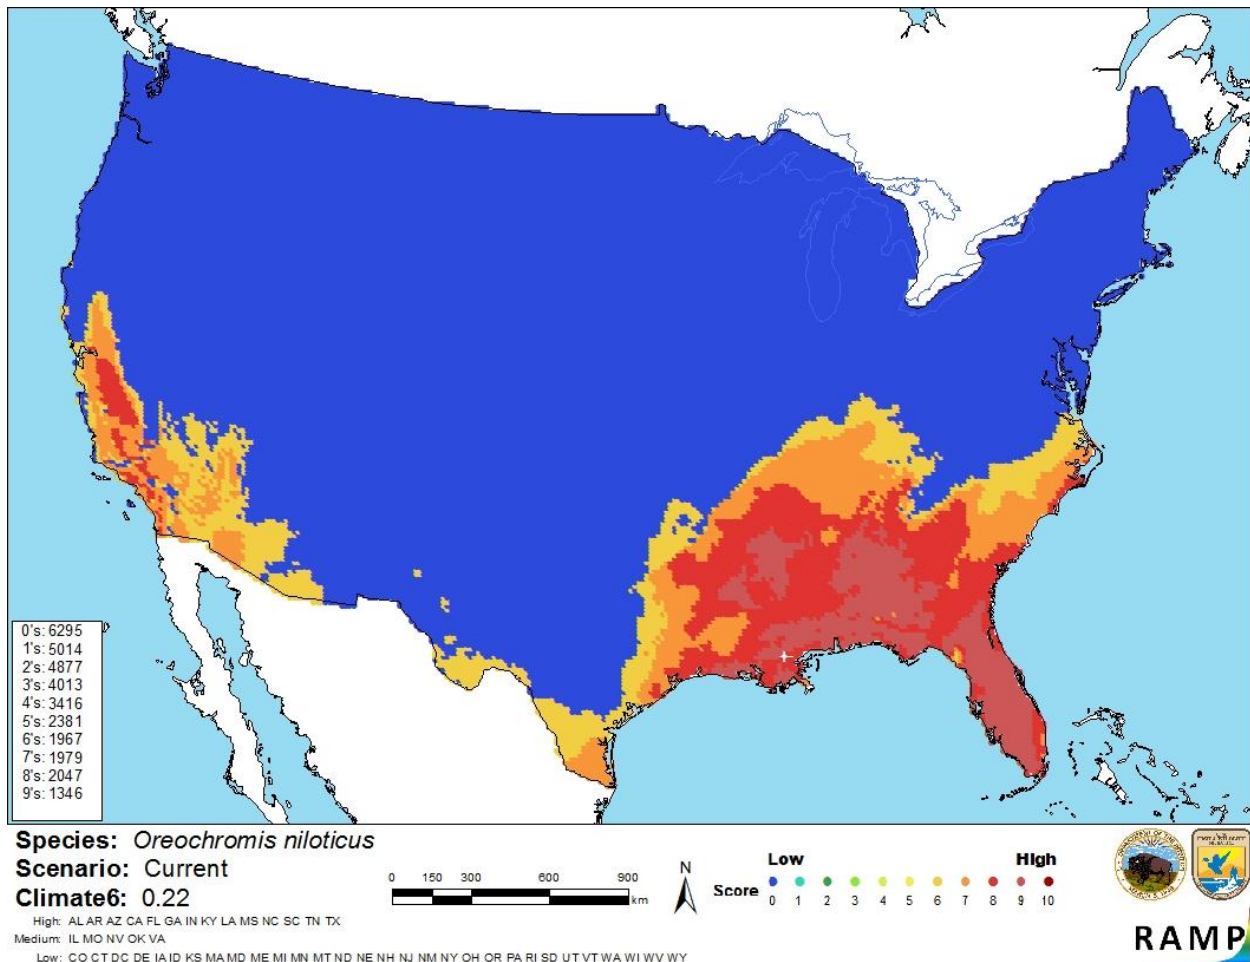 0's: 6295
1's: 5014
2's: 4877
3's: 4013
4's: 3416
5's: 2381
6's: 1967
7's: 1979
8's: 2047
9's: 1346
Species: Oreochromis niloticus
Scenario: Current
Climate6: 0.22
High: AL AR AZ CA FL GA IN KY LA MS NC SC TN TX
Medium: IL MO NV OK VA
Low: CO CT DC DE IA ID KS MA MD ME MI MN MT ND NE NH NJ NM NY OH OR PA RI SD UT VT WA WI WV WY
0 150 300 600 900
km
N
Low High
Score
0 1 2 3 4 5 6 7 8 9 10
RAMP